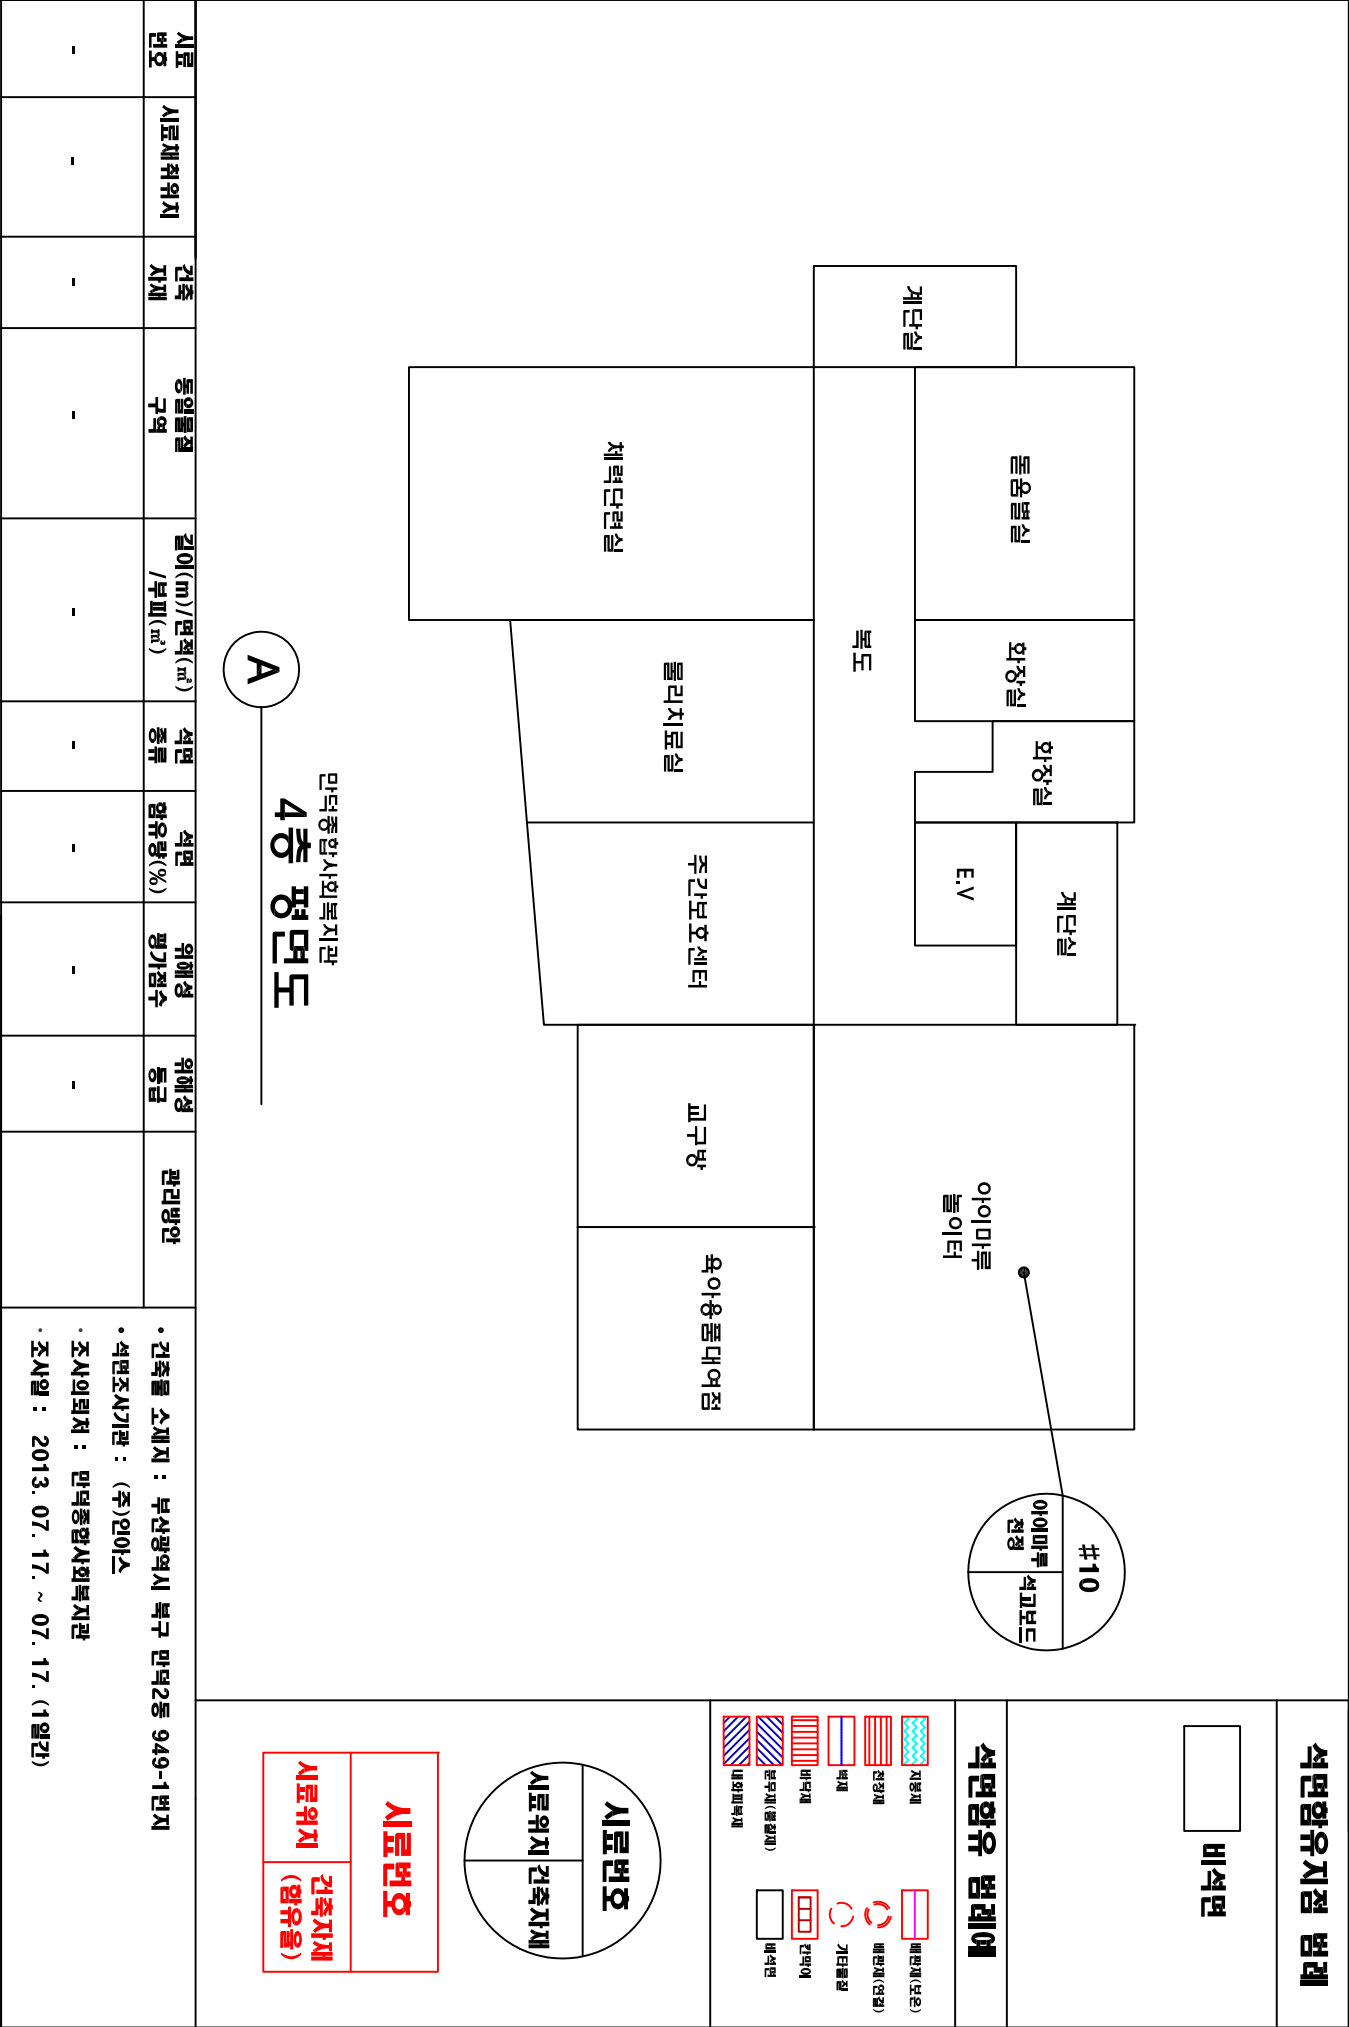 석면함유지점 범례
비석면
석면함유 범례예
지붕재
천장재
벽재
바닥재
분무재(뿜칠재)
내화피복재
배관재(보온)
배관재(연결)
기타물질
칸막이
비석면
시료번호
시료위치
건축자재
시료번호
시료위치
건축자재
(함유율)
계단실
돋움별실
화장실
화장실
E.V
계단실
복도
체력단련실
물리치료실
주간보호센터
교구방
육아용품대여점
아이마루
놀이터
#10
아이마루
천정
석고보드
만덕종합사회복지관
4층 평면도
A
시료
번호
시료채취위치
건축
자재
동일물질
구역
길이(m)/면적(㎡)
/부피(㎥)
석면
종류
석면
함유량(%)
위해성
평가점수
위해성
등급
관리방안
- - - - - - - - -
• 건축물 소재지 : 부산광역시 북구 만덕2동 949-1번지
• 석면조사기관 : (주)인아스
· 조사의뢰처 : 만덕종합사회복지관
· 조사일 : 2013. 07. 17. ~ 07. 17. (1일간)